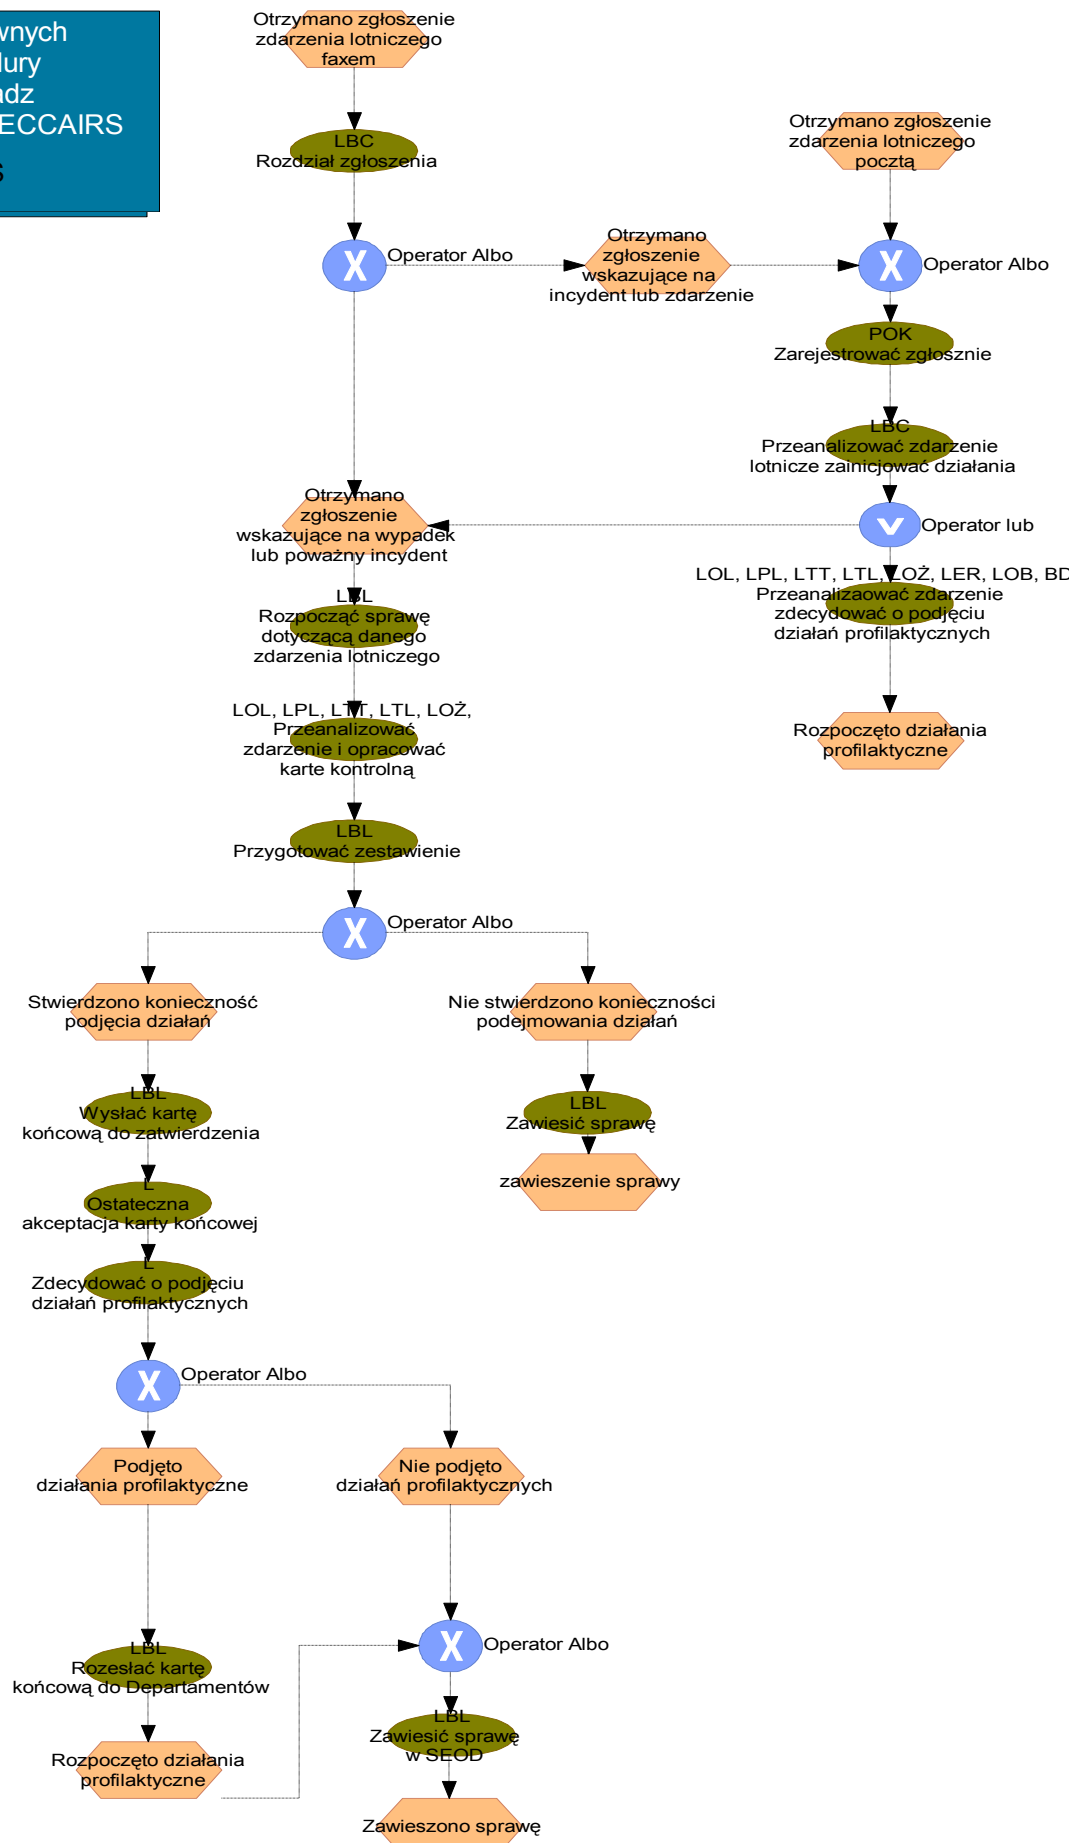 wnych
lury
adz
ECCAIRS
S
Otrzymano zgłoszenie
zdarzenia lotniczego
faxem
LBC
Rozdział zgłoszenia
Otrzymano zgłoszenie
zdarzenia lotniczego
pocztą
Operator Albo
Otrzymano
zgłoszenie
wskazujące na
incydent lub zdarzenie
Operator Albo
POK
Zarejestrować zgłosznie
LBC
Przeanalizować zdarzenie
lotnicze zainicjować działania
Operator lub
Otrzymano
zgłoszenie
wskazujące na wypadek
lub poważny incydent
LOL, LPL, LTT, LTL, LOŻ, LER, LOB, BD
Przeanalizaować zdarzenie
zdecydować o podjęciu
działań profilaktycznych
LBL
Rozpocząć sprawę
dotyczącą danego
zdarzenia lotniczego
Rozpoczęto działania
profilaktyczne
LOL, LPL, LTT, LTL, LOŻ,
Przeanalizować
zdarzenie i opracować
karte kontrolną
LBL
Przygotować zestawienie
Operator Albo
Stwierdzono konieczność
podjęcia działań
Nie stwierdzono konieczności
podejmowania działań
LBL
Wysłać kartę
końcową do zatwierdzenia
LBL
Zawiesić sprawę
zawieszenie sprawy
L
Ostateczna
akceptacja karty końcowej
L
Zdecydować o podjęciu
działań profilaktycznych
Operator Albo
Podjęto
działania profilaktyczne
Nie podjęto
działań profilaktycznych
Operator Albo
LBL
Rozesłać kartę
końcową do Departamentów
LBL
Zawiesić sprawę
w SEOD
Rozpoczęto działania
profilaktyczne
Zawieszono sprawę